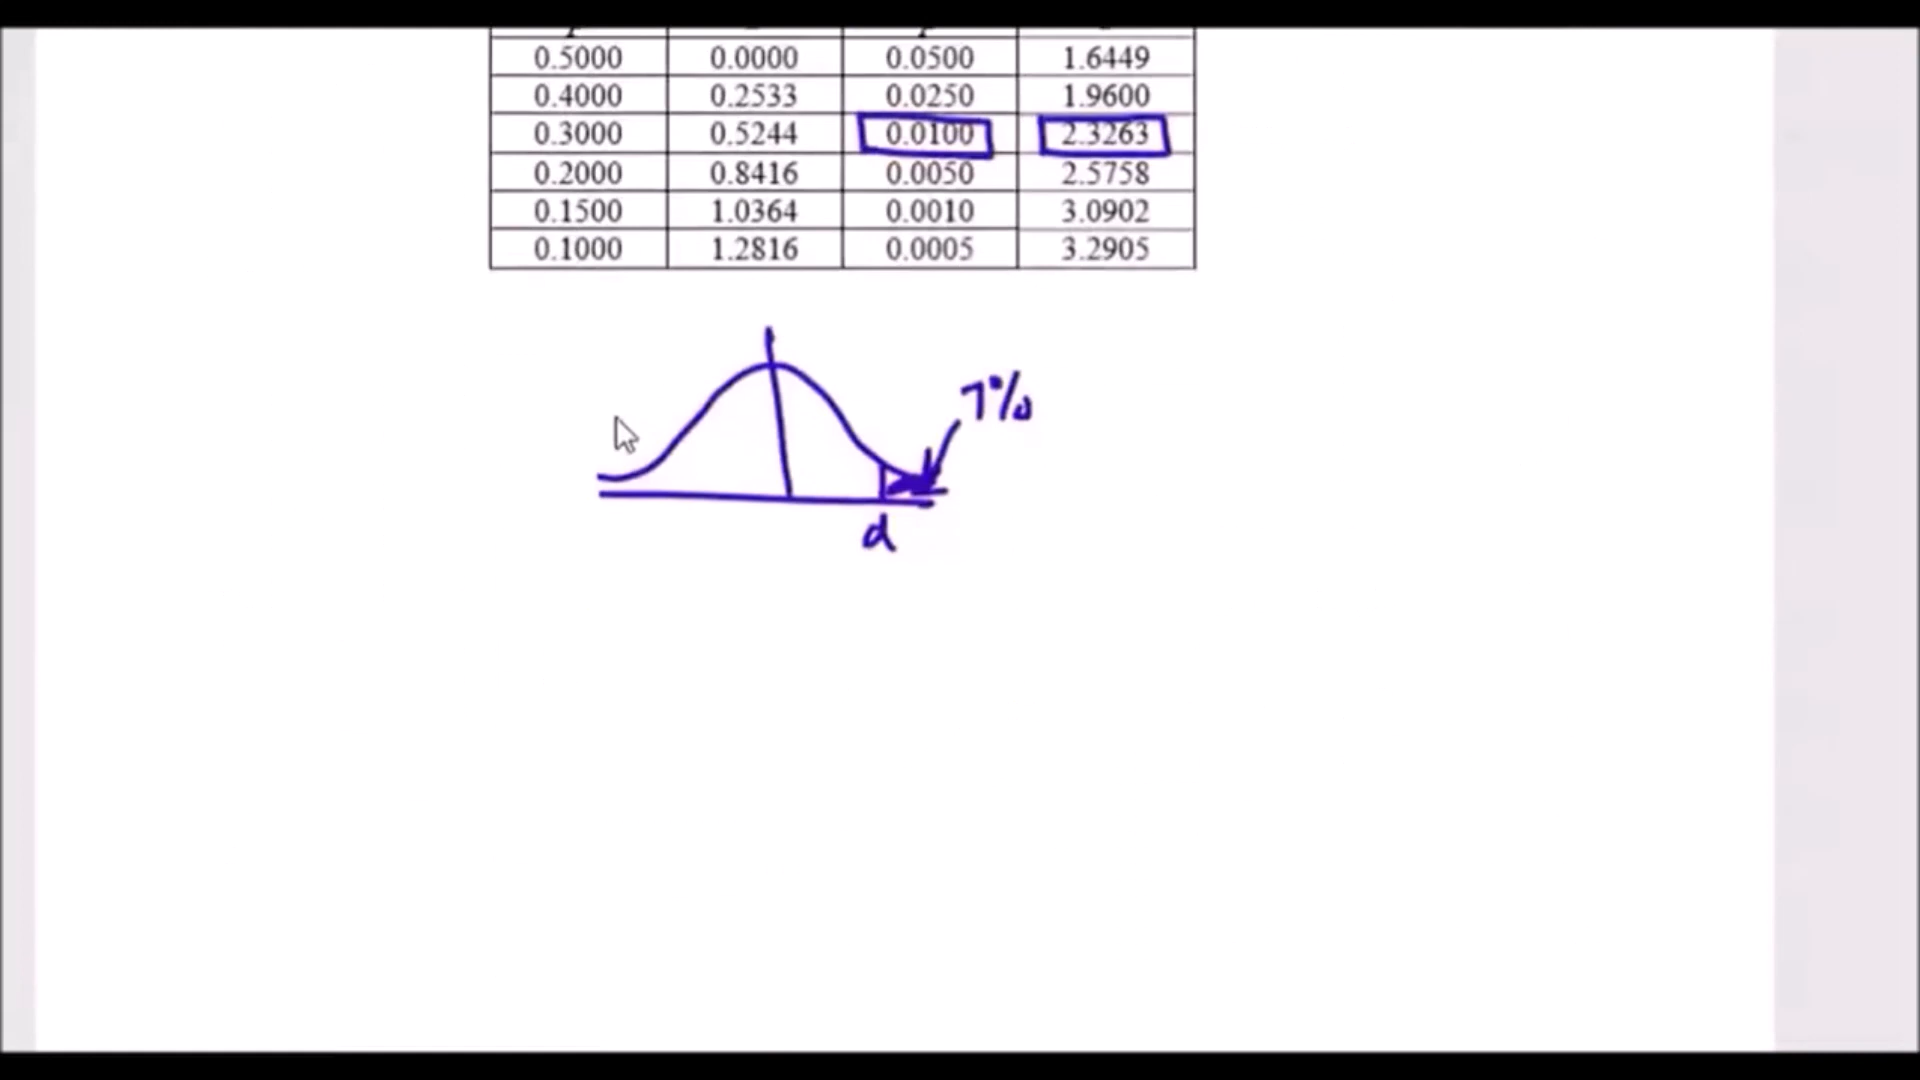 0.5000 0.0000 0.0500 1.6449
0.4000 0.2533 0.0250 1.9600
0.3000 0.5244 0.0100 2.3263
0.2000 0.8416 0.0050 2.5758
0.1500 1.0364 0.0010 3.0902
0.1000 1.2816 0.0005 3.2905
1%
d